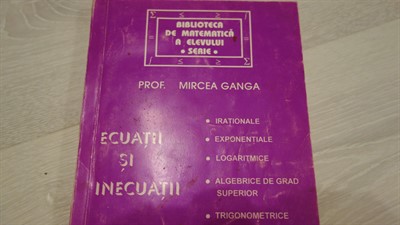 BIBLIOTECA
DE MATEMATICĂ
A ELEVULUI
• SERIE •
PROF. MIRCEA GANGA
ECUAȚII
ȘI
INECUAȚII
• IRAȚIONALE
• EXPONENȚIALE
• LOGARITMICE
• ALGEBRICE DE GRAD
SUPERIOR
• TRIGONOMETRICE